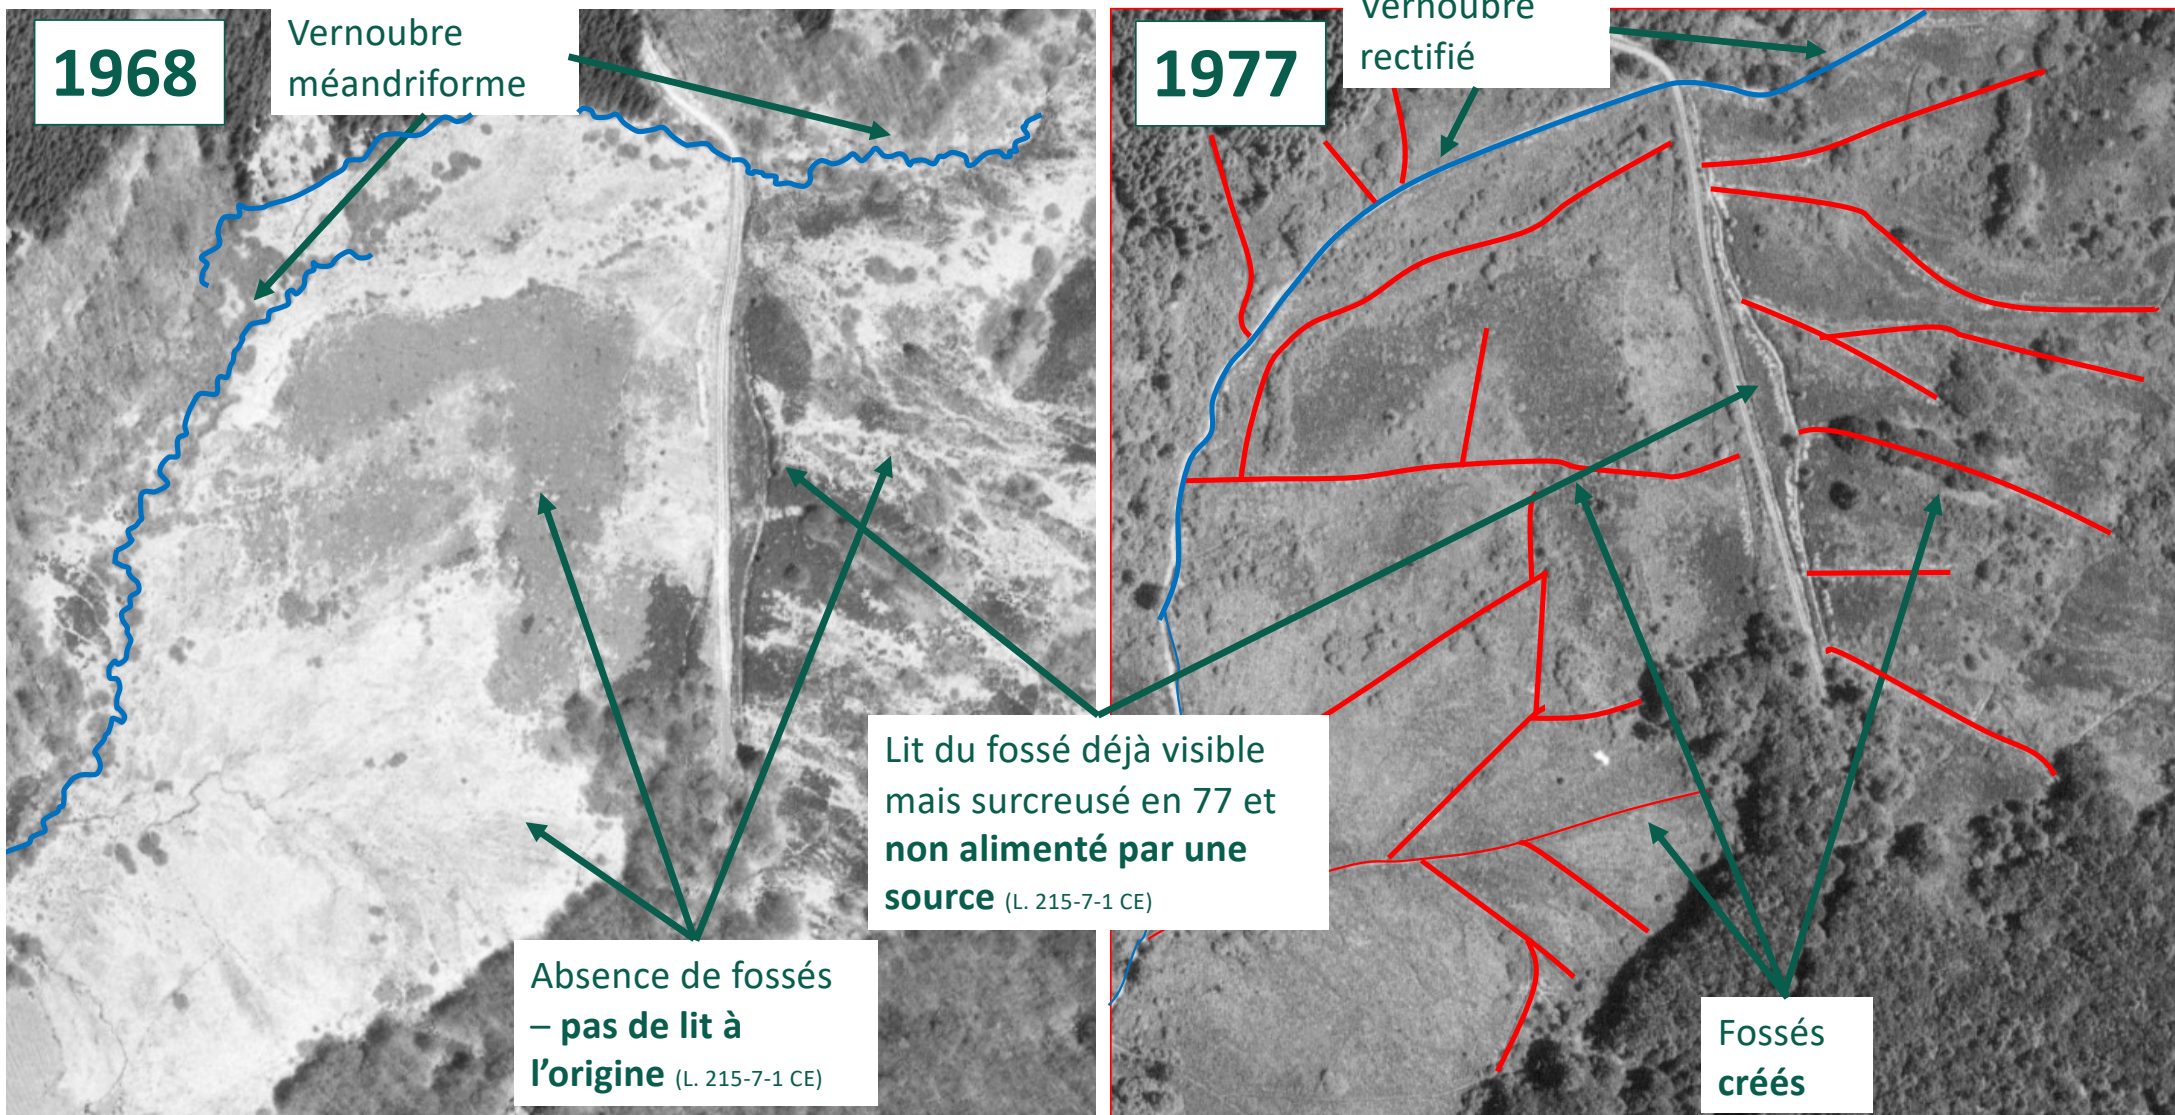 1968
Vernoubre
méandriforme
1977
Vernoubre
rectifié
Lit du fossé déjà visible
mais surcreusé en 77 et
non alimenté par une
source (L. 215-7-1 CE)
Absence de fossés
– pas de lit à
l’origine (L. 215-7-1 CE)
Fossés
créés